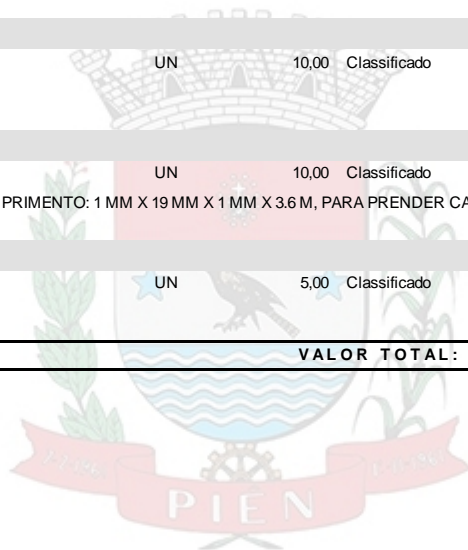 UN 10,00 Classificado
UN 10,00 Classificado
PRIMENTO: 1 MM X 19 MM X 1 MM X 3.6 M, PARA PRENDER CA
UN 5,00 Classificado
VALOR TOTAL:
PIEN